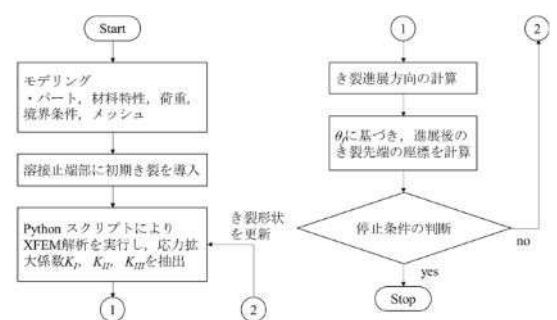 Start
モデリング
・パート，材料特性，荷重，
境界条件，メッシュ
溶接止端部に初期き裂を導入
Python スクリプトにより
XFEM解析を実行し，応力拡
大係数K_I，K_II，K_IIIを抽出
き裂形状
を更新
1
2
1
き裂進展方向の計算
θに基づき，進展後の
き裂先端の座標を計算
停止条件の判断
no
yes
Stop
2